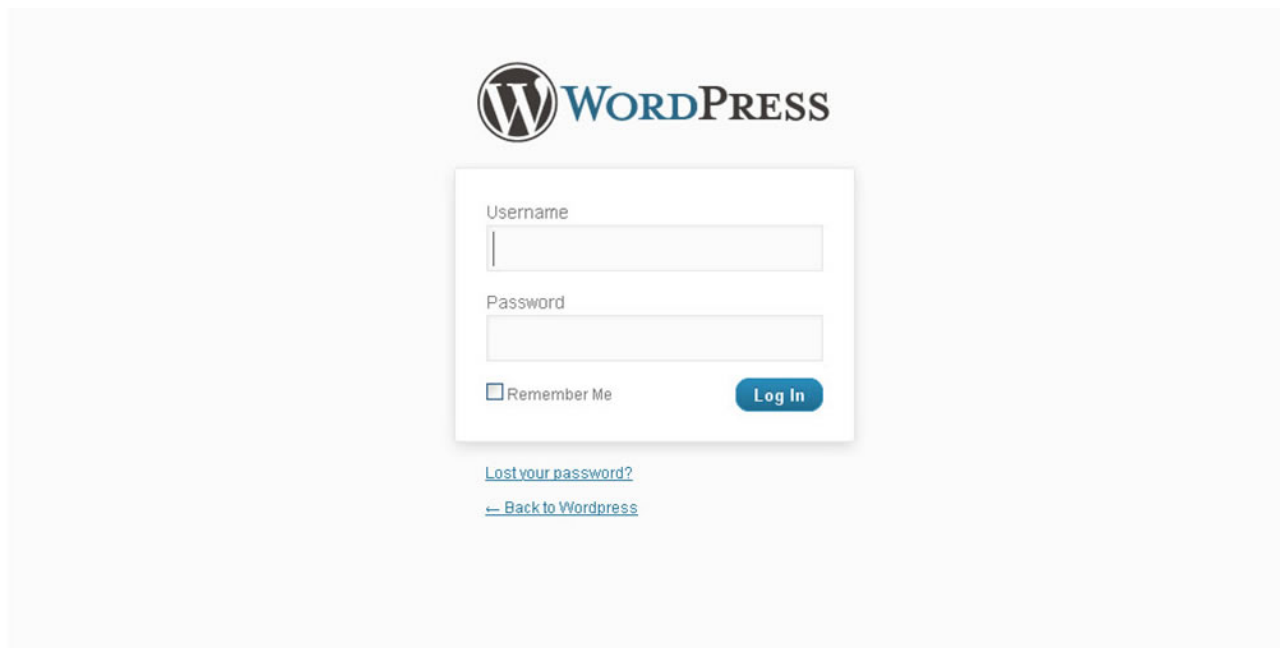 WORDPRESS
Username
Password
Remember Me
Log In
Lost your password?
← Back to Wordpress